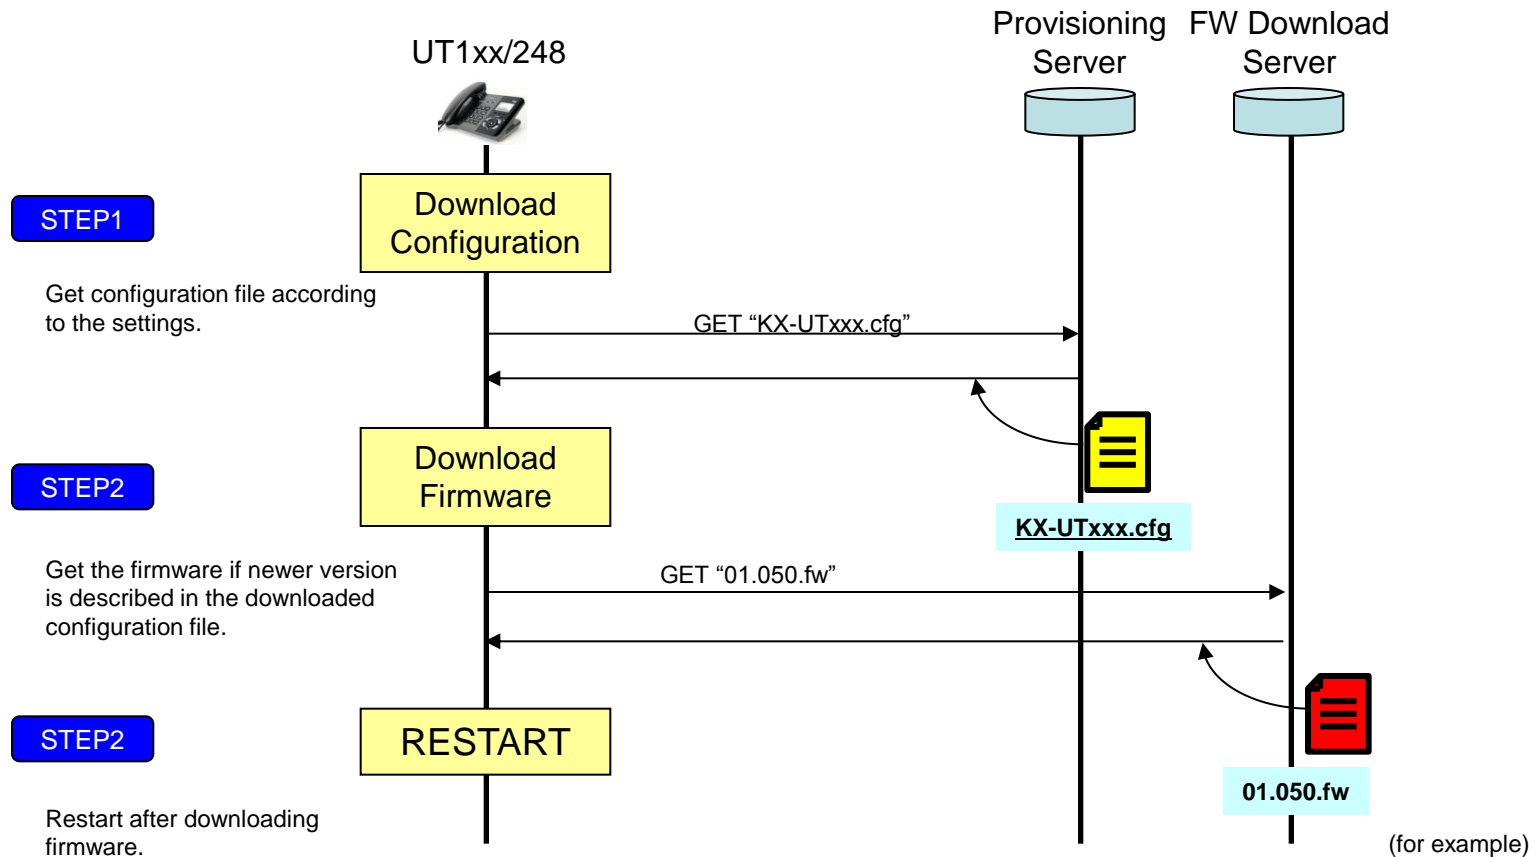 Provisioning
Server
FW Download
Server
UT1xx/248
STEP1
Download
Configuration
Get configuration file according
to the settings.
GET “KX-UTxxx.cfg”
STEP2
Download
Firmware
KX-UTxxx.cfg
Get the firmware if newer version
is described in the downloaded
configuration file.
GET “01.050.fw”
STEP2
RESTART
01.050.fw
Restart after downloading
firmware.
(for example)